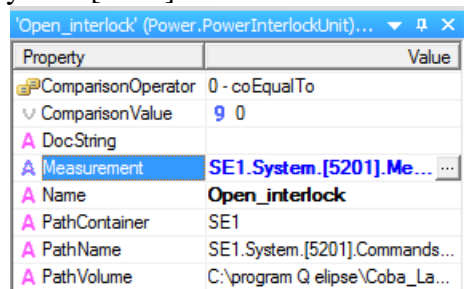 'Open_interlock' (Power.PowerInterlockUnit)...
Property Value
ComparisonOperator 0 - coEqualTo
ComparisonValue 9 0
A DocString
A Measurement SE1.System.[5201].Me... ...
A Name Open_interlock
A PathContainer SE1
A PathName SE1.System.[5201].Commands...
A PathVolume C:\program Q elipse\Coba_La...